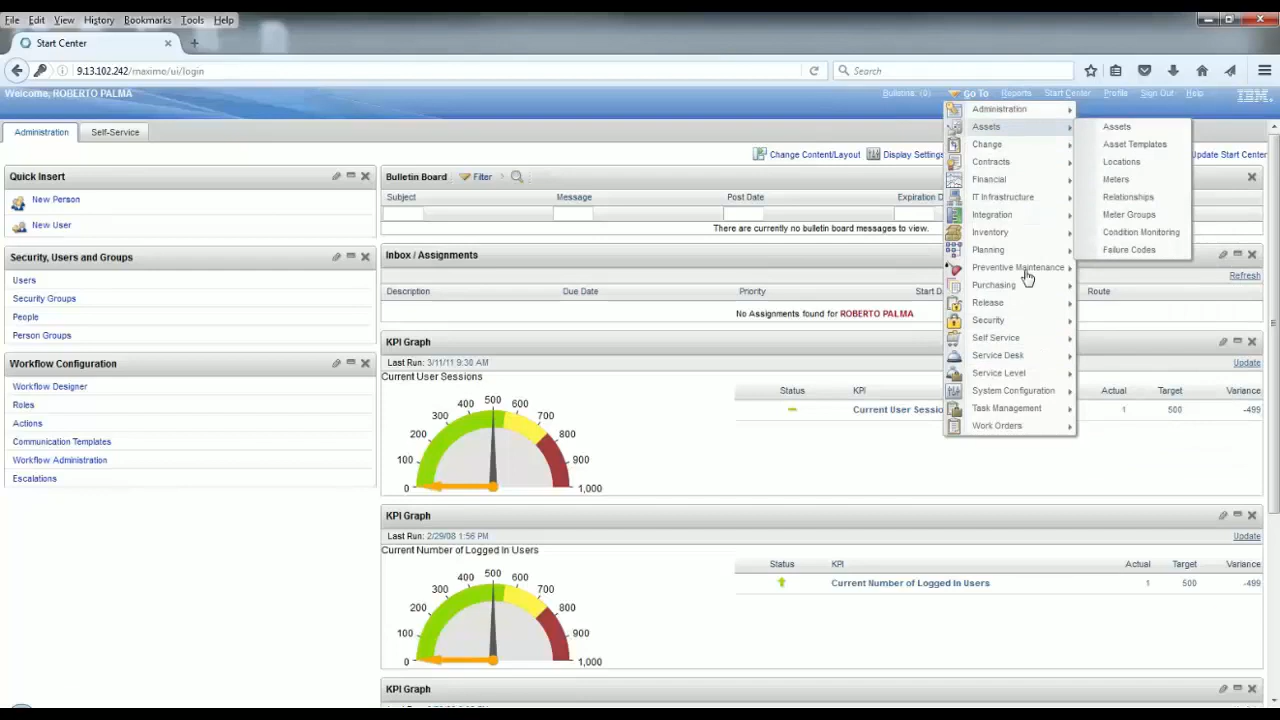 File Edit View History Bookmarks Tools Help
Start Center
9.13.102.242/maximo/ui/login
Search
Welcome, ROBERTO PALMA
Bulletins: (0) Go To Reports Start Center Profile Sign Out Help IBM.
Administration Self-Service
Change Content/Layout Display Settings Update Start Center
Quick Insert
New Person
New User
Security, Users and Groups
Users
Security Groups
People
Person Groups
Workflow Configuration
Workflow Designer
Roles
Actions
Communication Templates
Workflow Administration
Escalations
Bulletin Board Filter
Subject Message Post Date Expiration D
There are currently no bulletin board messages to view.
Inbox / Assignments
Refresh
Description Due Date Priority Start D Route
No Assignments found for ROBERTO PALMA
KPI Graph
Last Run: 3/11/11 9:30 AM Update
Current User Sessions
Status KPI Actual Target Variance
Current User Sessio 1 500 -499
0 100 200 300 400 500 600 700 800 900 1,000
KPI Graph
Last Run: 2/29/08 1:56 PM Update
Current Number of Logged In Users
Status KPI Actual Target Variance
Current Number of Logged In Users 1 500 -499
0 100 200 300 400 500 600 700 800 900 1,000
KPI Graph
Administration
Assets
Change
Contracts
Financial
IT Infrastructure
Integration
Inventory
Planning
Preventive Maintenance
Purchasing
Release
Security
Self Service
Service Desk
Service Level
System Configuration
Task Management
Work Orders
Assets
Asset Templates
Locations
Meters
Relationships
Meter Groups
Condition Monitoring
Failure Codes